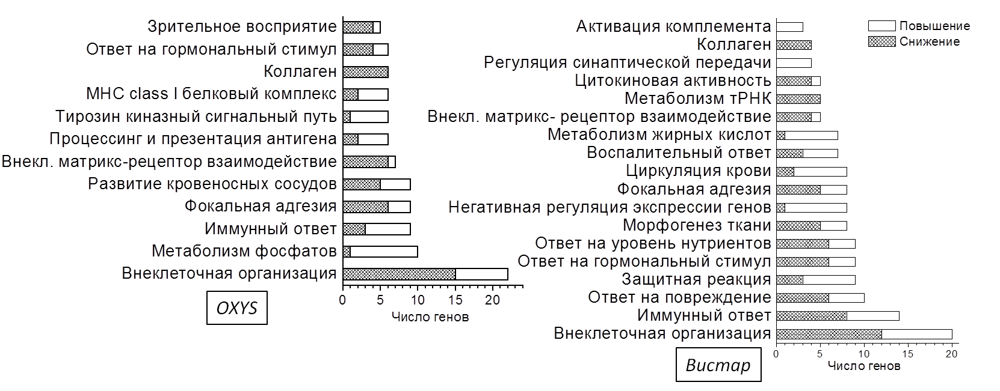 Зрительное восприятие
Ответ на гормональный стимул
Коллаген
MHC class I белковый комплекс
Тирозин киназный сигнальный путь
Процессинг и презентация антигена
Внекл. матрикс-рецептор взаимодействие
Развитие кровеносных сосудов
Фокальная адгезия
Иммунный ответ
Метаболизм фосфатов
Внеклеточная организация
0 5 10 15 20
Число генов
OXYS
Активация комплемента
Коллаген
Регуляция синаптической передачи
Цитокиновая активность
Метаболизм тРНК
Внекл. матрикс- рецептор взаимодействие
Метаболизм жирных кислот
Воспалительный ответ
Циркуляция крови
Фокальная адгезия
Негативная регуляция экспрессии генов
Морфогенез ткани
Ответ на уровень нутриентов
Ответ на гормональный стимул
Защитная реакция
Ответ на повреждение
Иммунный ответ
Внеклеточная организация
0 5 10 15 20
Число генов
Вистар
Повышение
Снижение